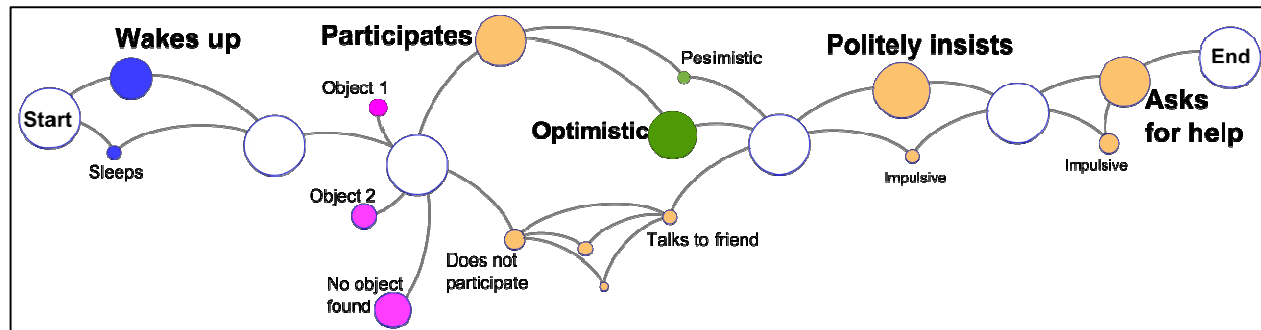 Start
Wakes up
Sleeps
Object 1
Object 2
No object
found
Participates
Pesimistic
Optimistic
Does not
participate
Talks to friend
Politely insists
Impulsive
Impulsive
Asks
for help
End